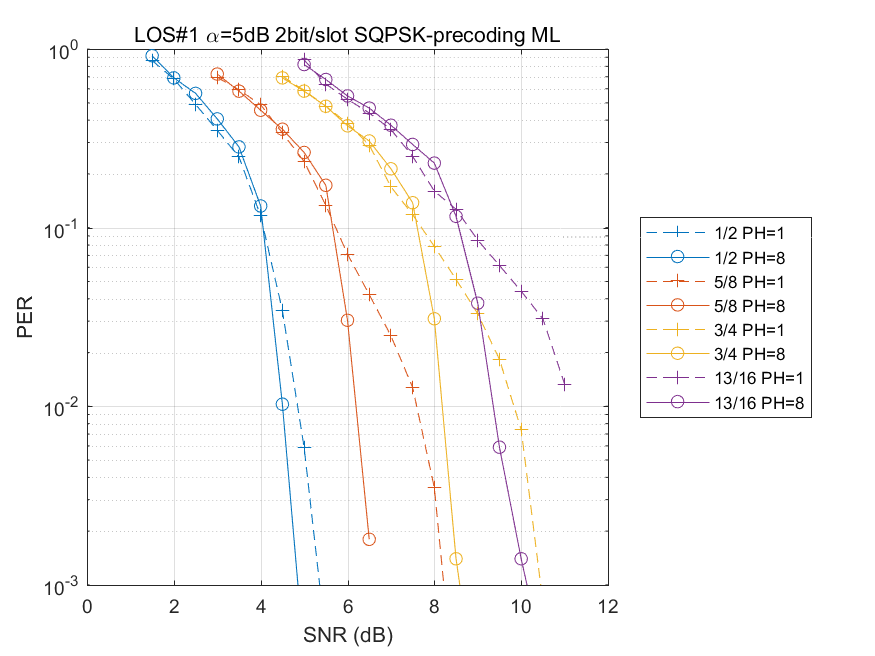 LOS#1 α=5dB 2bit/slot SQPSK-precoding ML
10^0
10^-1
10^-2
10^-3
PER
0 2 4 6 8 10 12
SNR (dB)
1/2 PH=1
1/2 PH=8
5/8 PH=1
5/8 PH=8
3/4 PH=1
3/4 PH=8
13/16 PH=1
13/16 PH=8